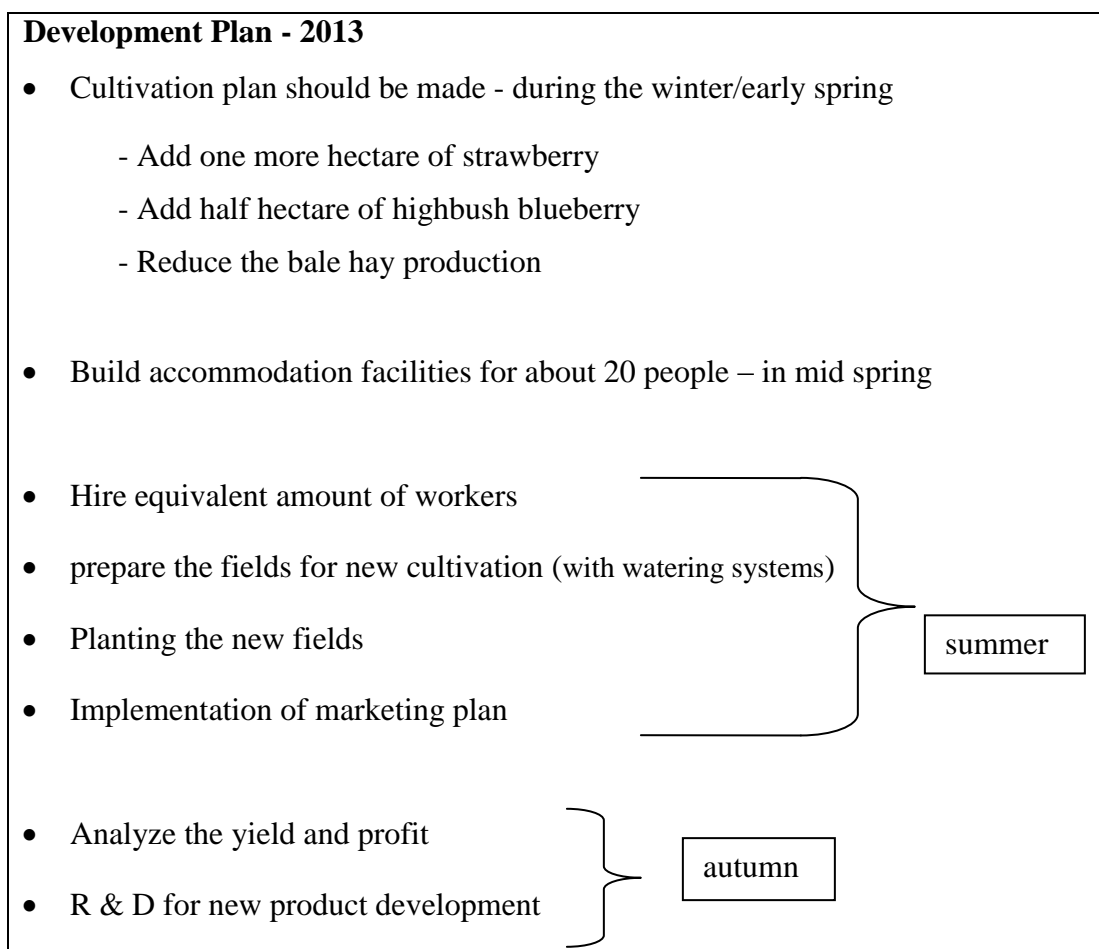 Development Plan - 2013
• Cultivation plan should be made - during the winter/early spring
- Add one more hectare of strawberry
- Add half hectare of highbush blueberry
- Reduce the bale hay production
• Build accommodation facilities for about 20 people – in mid spring
• Hire equivalent amount of workers
• prepare the fields for new cultivation (with watering systems)
• Planting the new fields
summer
• Implementation of marketing plan
• Analyze the yield and profit
autumn
• R & D for new product development